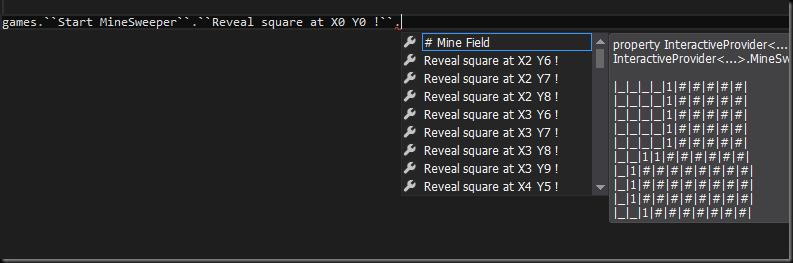 games.``Start MineSweeper``.``Reveal square at X0 Y0 !``.
# Mine Field
Reveal square at X2 Y6 !
Reveal square at X2 Y7 !
Reveal square at X2 Y8 !
Reveal square at X3 Y6 !
Reveal square at X3 Y7 !
Reveal square at X3 Y8 !
Reveal square at X3 Y9 !
Reveal square at X4 Y5 !
property InteractiveProvider<...
InteractiveProvider<...>.MineSw
|_|_|_|_|1|#|#|#|#|#|
|_|_|_|_|1|#|#|#|#|#|
|_|_|_|_|1|#|#|#|#|#|
|_|_|_|_|1|#|#|#|#|#|
|_|_|_|_|1|#|#|#|#|#|
|_|_|1|1|#|#|#|#|#|#|
|_|1|#|#|#|#|#|#|#|#|
|_|1|#|#|#|#|#|#|#|#|
|_|1|#|#|#|#|#|#|#|#|
|_|_|1|#|#|#|#|#|#|#|